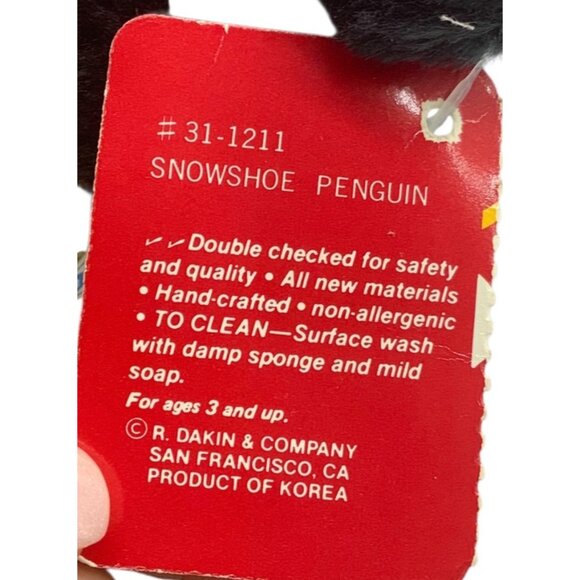 # 31-1211
SNOWSHOE PENGUIN
✓ ✓ Double checked for safety
and quality • All new materials
• Hand-crafted • non-allergenic
• TO CLEAN—Surface wash
with damp sponge and mild
soap.
For ages 3 and up.
© R. DAKIN & COMPANY
SAN FRANCISCO, CA
PRODUCT OF KOREA